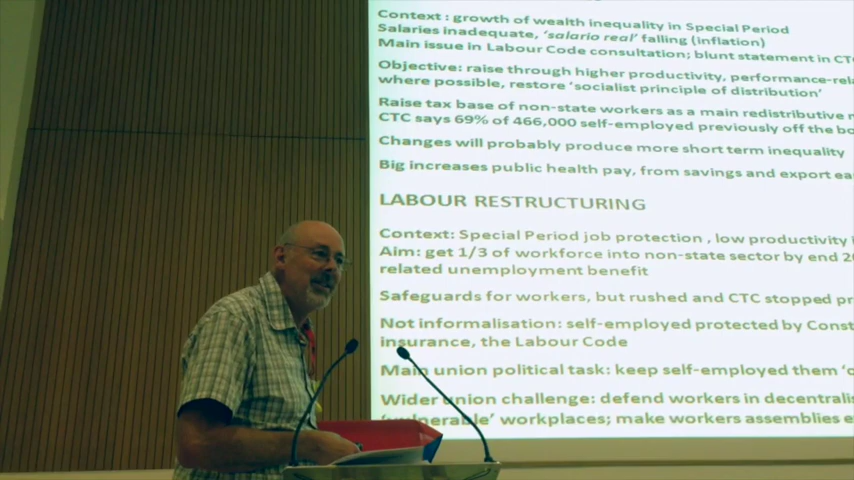 Context : growth of wealth inequality in Special Period
Salaries inadequate, ‘salario real’ falling (inflation)
Main issue in Labour Code consultation; blunt statement in
Objective: raise through higher productivity,
where possible, restore ‘socialist principle of distribution’
Raise tax base of non-state workers as a main redistributive
CTC says 69% of 466,000 self-employed previously off the
Changes will probably produce more short term inequality
Big increases public health pay, from savings and export
LABOUR RESTRUCTURING
Context: Special Period job protection , low productivity
Aim: get 1/3 of workforce into non-state sector by end
related unemployment benefit
Safeguards for workers, but rushed and CTC stopped
Not informalisation: self-employed protected by
insurance, the Labour Code
Main union political task: keep self-employed them
Wider union challenge: defend workers in
‘vulnerable’ workplaces; make workers assemblies